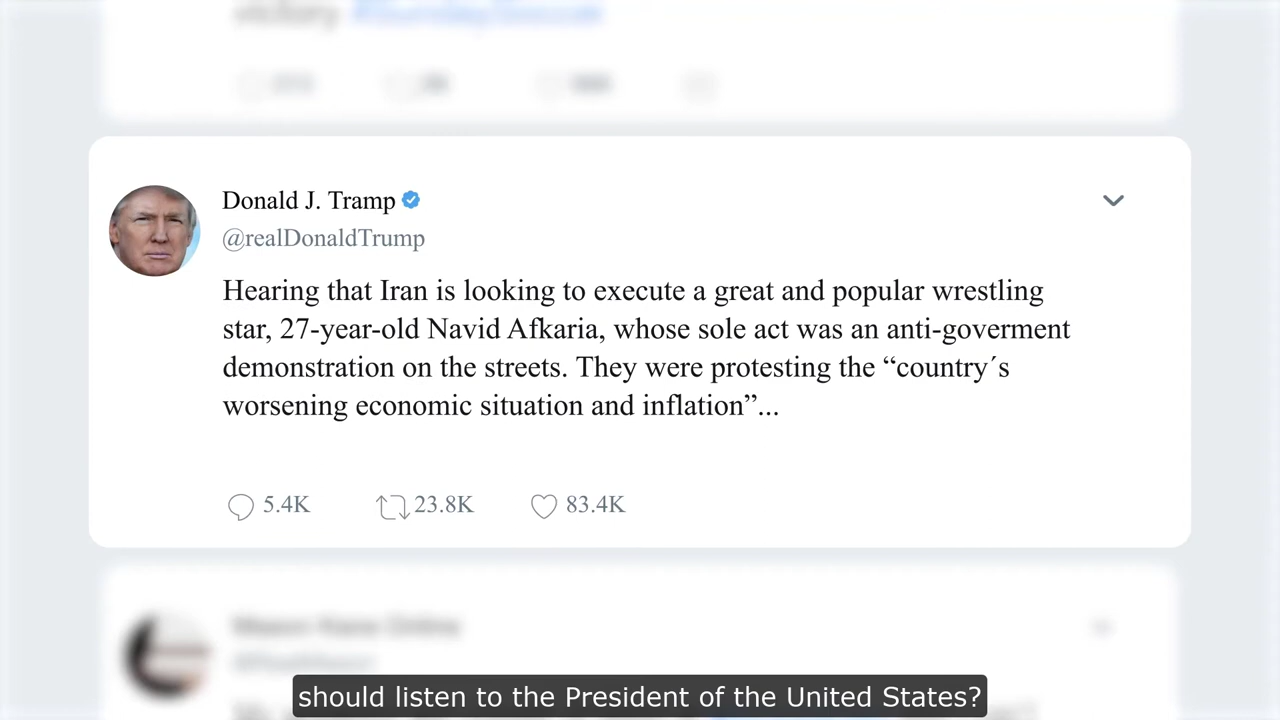 victory #SundaySoccer
Donald J. Tramp
@realDonaldTrump
Hearing that Iran is looking to execute a great and popular wrestling
star, 27-year-old Navid Afkaria, whose sole act was an anti-goverment
demonstration on the streets. They were protesting the “country´s
worsening economic situation and inflation”...
5.4K 23.8K 83.4K
should listen to the President of the United States?